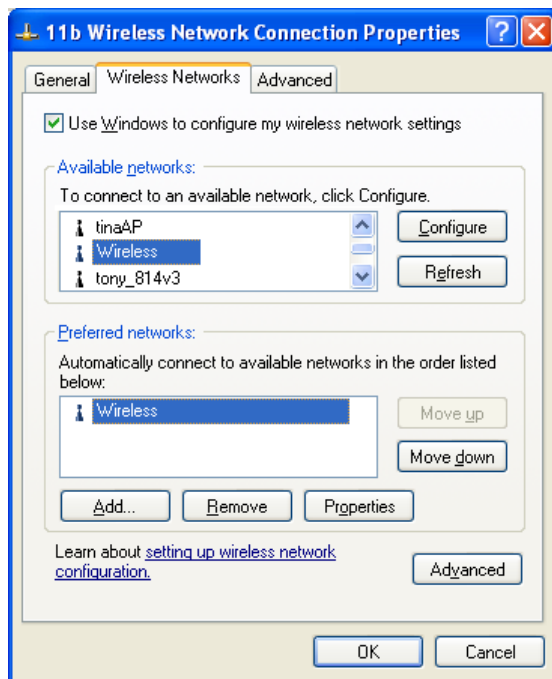 11b Wireless Network Connection Properties
General Wireless Networks Advanced
Use Windows to configure my wireless network settings
Available networks:
To connect to an available network, click Configure.
tinaAP
Wireless
tony_814v3
Configure
Refresh
Preferred networks:
Automatically connect to available networks in the order listed
below:
Wireless
Move up
Move down
Add... Remove Properties
Learn about setting up wireless network
configuration.
Advanced
OK Cancel